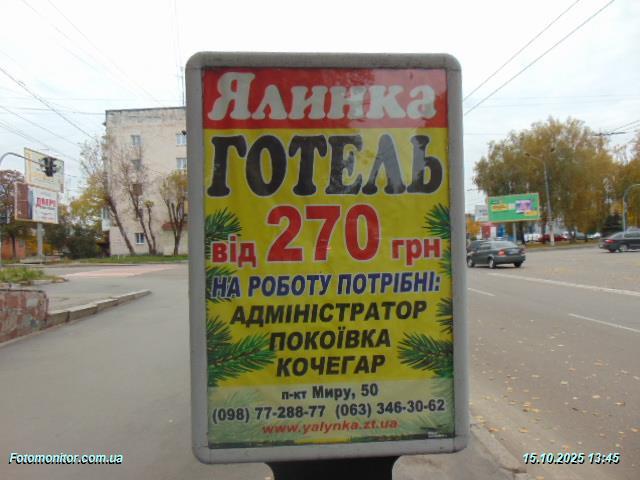 Ялинка
ГОТЕЛЬ
від 270 грн
НА РОБОТУ ПОТРІБНІ:
АДМІНІСТРАТОР
ПОКОЇВКА
КОЧЕГАР
п-кт Миру, 50
(098) 77-288-77 (063) 346-30-62
www.yalynka.zt.ua
ДВЕРІ
Fotomonitor.com.ua
15.10.2025 13:45